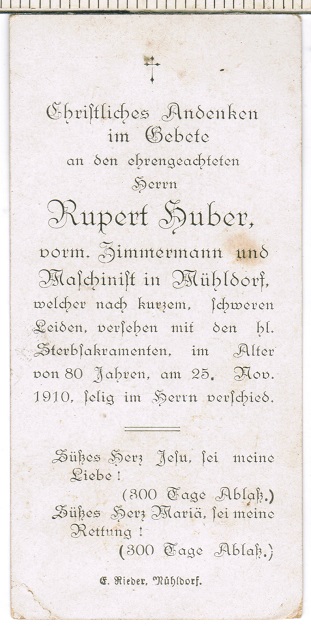 Christliches Andenken
im Gebete
an den ehrengeachteten
Herrn
Rupert Huber,
vorm. Zimmermann und
Maschinist in Mühldorf,
welcher nach kurzem, schweren
Leiden, versehen mit den hl.
Sterbsakramenten, im Alter
von 80 Jahren, am 25. Nov.
1910, selig im Herrn verschied.
Süßes Herz Jesu, sei meine
Liebe!
(300 Tage Ablaß.)
Süßes Herz Mariä, sei meine
Rettung!
(300 Tage Ablaß.)
E. Rieder, Mühldorf.